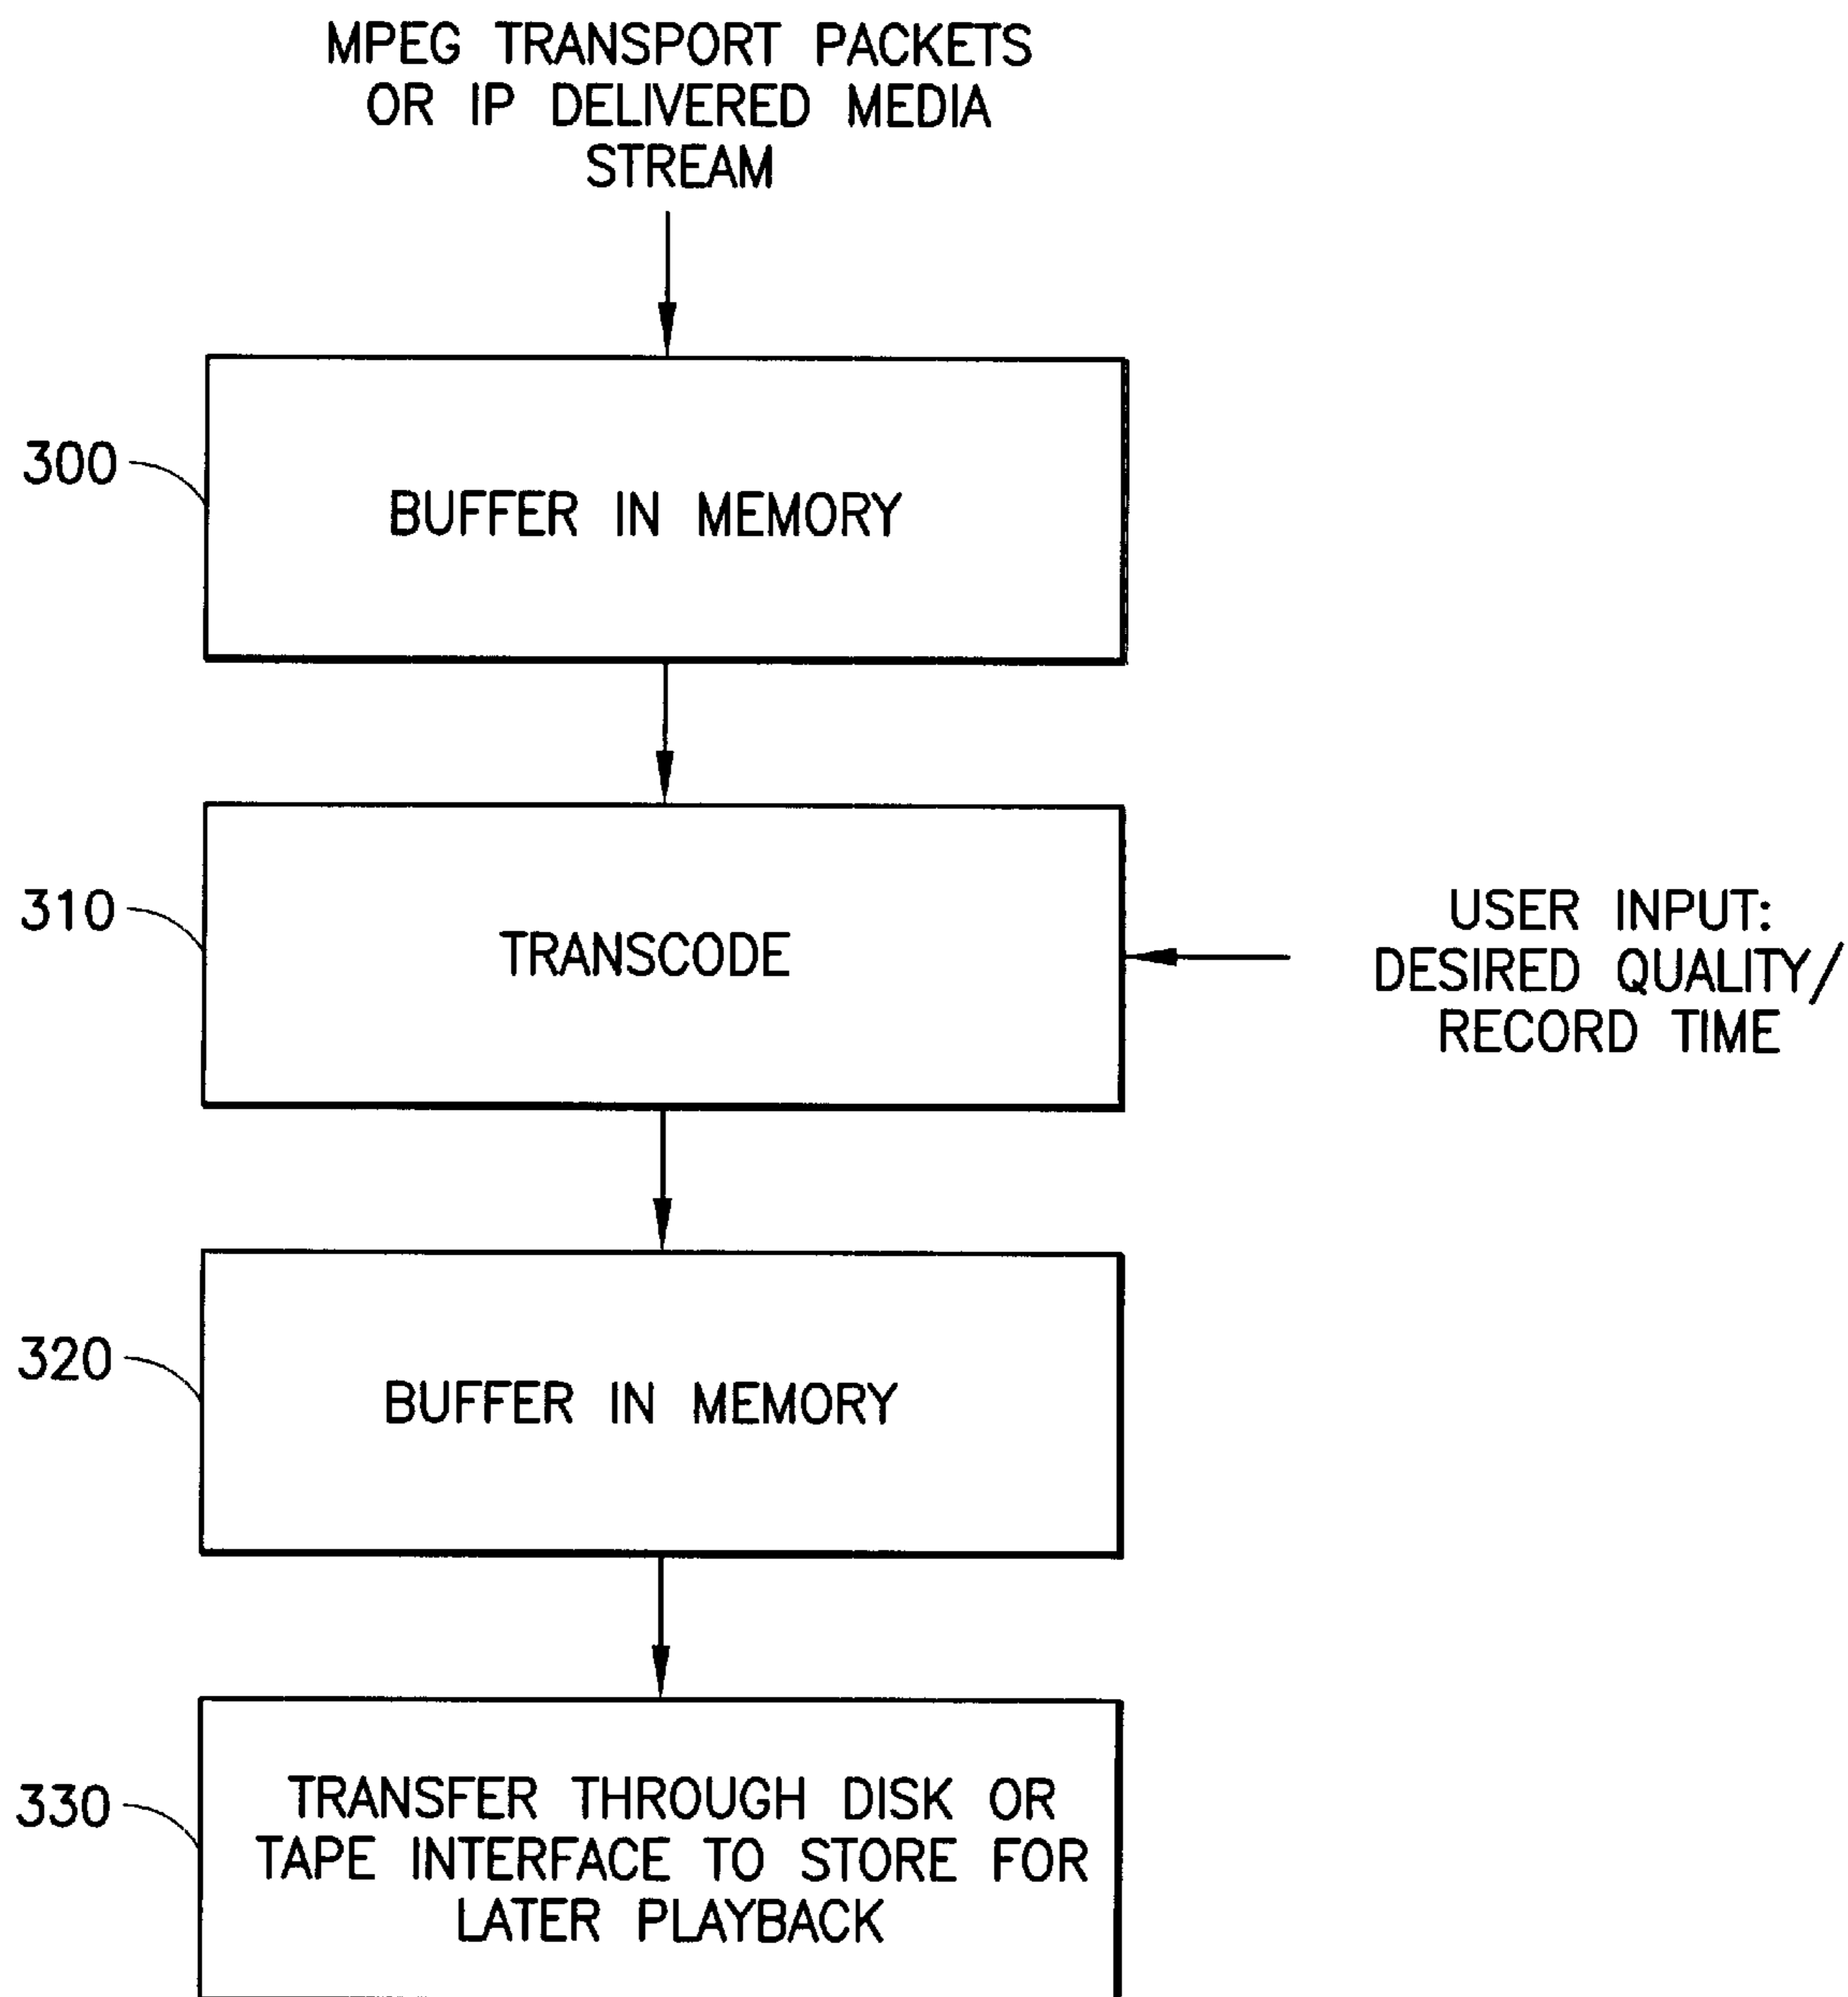 MPEG TRANSPORT PACKETS
OR IP DELIVERED MEDIA
STREAM
300
BUFFER IN MEMORY
310
TRANSCODE
USER INPUT:
DESIRED QUALITY/
RECORD TIME
320
BUFFER IN MEMORY
330
TRANSFER THROUGH DISK OR
TAPE INTERFACE TO STORE FOR
LATER PLAYBACK